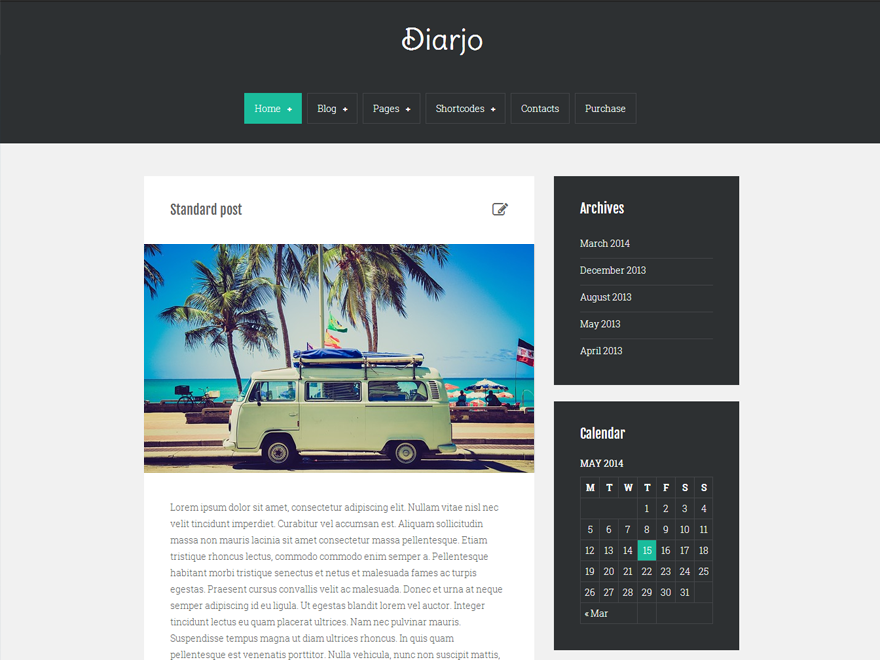 Diarjo
Home +
Blog +
Pages +
Shortcodes +
Contacts
Purchase
Standard post
Lorem ipsum dolor sit amet, consectetur adipiscing elit. Nullam vitae nisl nec
velit tincidunt imperdiet. Curabitur vel accumsan est. Aliquam sollicitudin
massa non mauris lacinia sit amet consectetur massa pellentesque. Etiam
tristique rhoncus lectus, commodo commodo enim semper a. Pellentesque
habitant morbi tristique senectus et netus et malesuada fames ac turpis
egestas. Praesent cursus convallis velit ac malesuada. Donec et urna at neque
semper adipiscing id eu ligula. Ut egestas blandit lorem vel auctor. Integer
tincidunt lectus eu quam placerat ultrices. Nam nec pulvinar mauris.
Suspendisse tempus magna ut diam ultrices rhoncus. In quis quam
pellentesque est venenatis porttitor. Nulla vehicula, nunc non suscipit mattis,
Archives
March 2014
December 2013
August 2013
May 2013
April 2013
Calendar
MAY 2014
M T W T F S S
1 2 3 4
5 6 7 8 9 10 11
12 13 14 15 16 17 18
19 20 21 22 23 24 25
26 27 28 29 30 31
« Mar